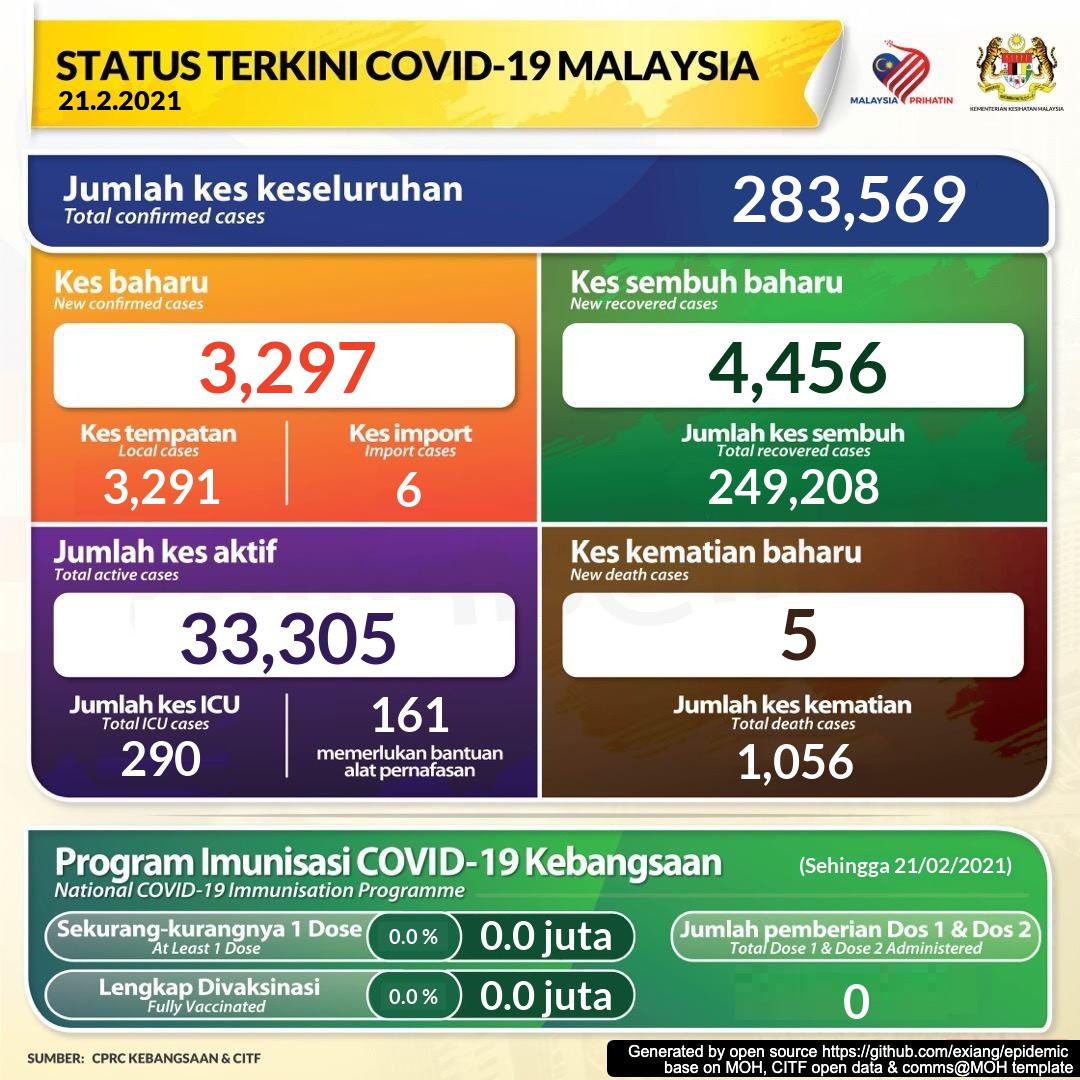 STATUS TERKINI COVID-19 MALAYSIA
21.2.2021
MALAYSIA PRIHATIN
KEMENTERIAN KESIHATAN MALAYSIA
Jumlah kes keseluruhan
Total confirmed cases
283,569
Kes baharu
New confirmed cases
3,297
Kes tempatan
Local cases
3,291
Kes import
Import cases
6
Kes sembuh baharu
New recovered cases
4,456
Jumlah kes sembuh
Total recovered cases
249,208
Jumlah kes aktif
Total active cases
33,305
Jumlah kes ICU
Total ICU cases
290
161
memerlukan bantuan
alat pernafasan
Kes kematian baharu
New death cases
5
Jumlah kes kematian
Total death cases
1,056
Program Imunisasi COVID-19 Kebangsaan
National COVID-19 Immunisation Programme
(Sehingga 21/02/2021)
Sekurang-kurangnya 1 Dose
At Least 1 Dose
0.0 %
0.0 juta
Lengkap Divaksinasi
Fully Vaccinated
0.0 %
0.0 juta
Jumlah pemberian Dos 1 & Dos 2
Total Dose 1 & Dose 2 Administered
0
SUMBER: CPRC KEBANGSAAN & CITF
Generated by open source https://github.com/exiang/epidemic
base on MOH, CITF open data & comms@MOH template